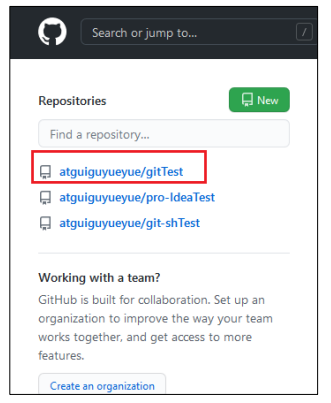 Search or jump to...
/
Repositories
New
Find a repository...
atguiguyueyue/gitTest
atguiguyueyue/pro-IdeaTest
atguiguyueyue/git-shTest
Working with a team?
GitHub is built for collaboration. Set up an
organization to improve the way your team
works together, and get access to more
features.
Create an organization